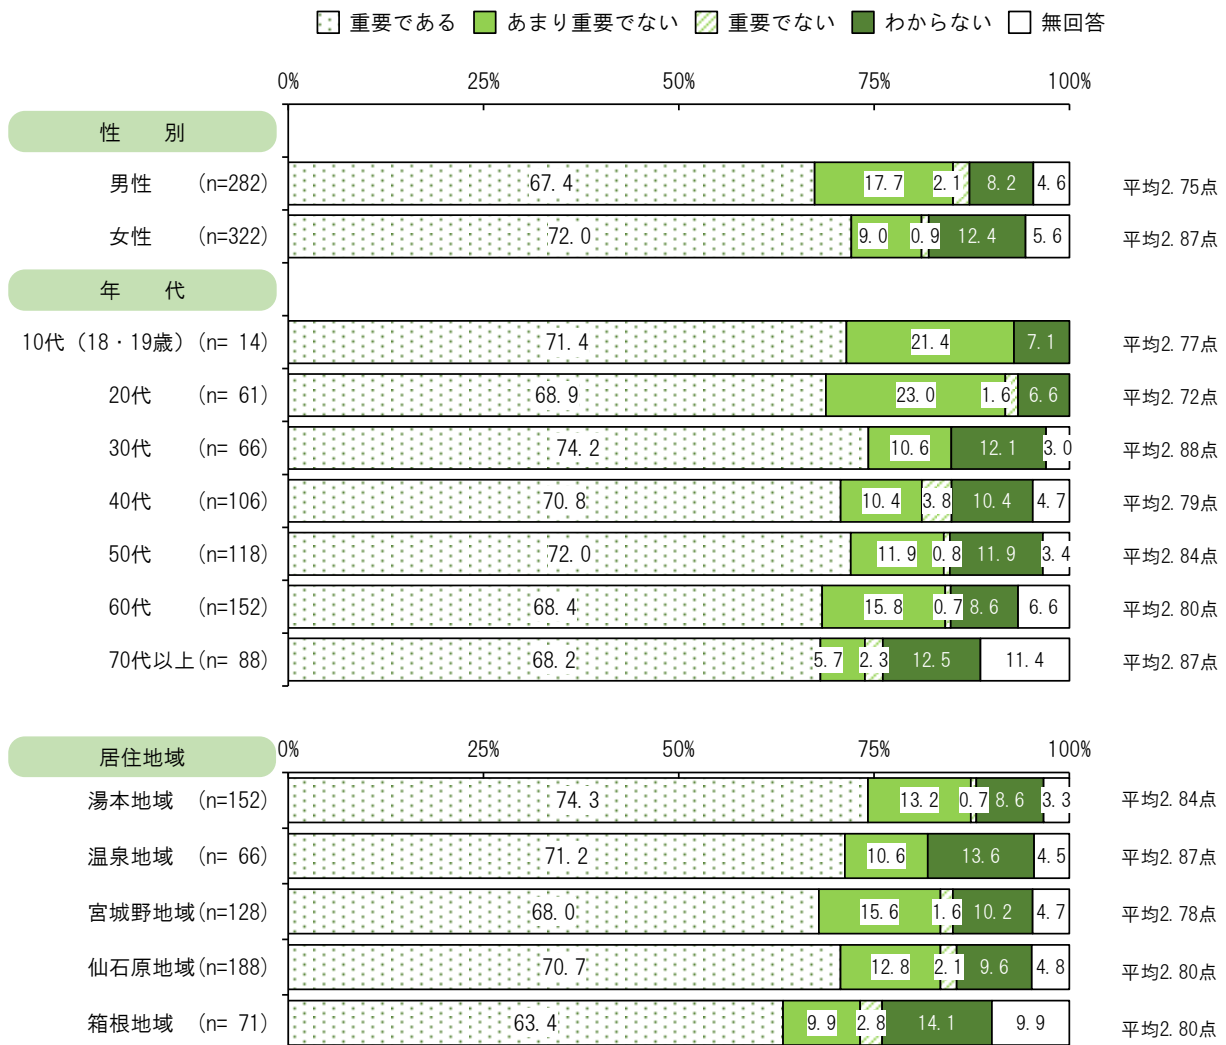 重要である あまり重要でない 重要でない わからない 無回答
0% 25% 50% 75% 100%
性 別
男性 (n=282) 67.4 17.7 2.1 8.2 4.6 平均2.75点
女性 (n=322) 72.0 9.0 0.9 12.4 5.6 平均2.87点
年 代
10代(18・19歳)(n= 14) 71.4 21.4 7.1 平均2.77点
20代 (n= 61) 68.9 23.0 1.6 6.6 平均2.72点
30代 (n= 66) 74.2 10.6 12.1 3.0 平均2.88点
40代 (n=106) 70.8 10.4 3.8 10.4 4.7 平均2.79点
50代 (n=118) 72.0 11.9 0.8 11.9 3.4 平均2.84点
60代 (n=152) 68.4 15.8 0.7 8.6 6.6 平均2.80点
70代以上(n= 88) 68.2 5.7 2.3 12.5 11.4 平均2.87点
居住地域 0% 25% 50% 75% 100%
湯本地域 (n=152) 74.3 13.2 0.7 8.6 3.3 平均2.84点
温泉地域 (n= 66) 71.2 10.6 13.6 4.5 平均2.87点
宮城野地域(n=128) 68.0 15.6 1.6 10.2 4.7 平均2.78点
仙石原地域(n=188) 70.7 12.8 2.1 9.6 4.8 平均2.80点
箱根地域 (n= 71) 63.4 9.9 2.8 14.1 9.9 平均2.80点